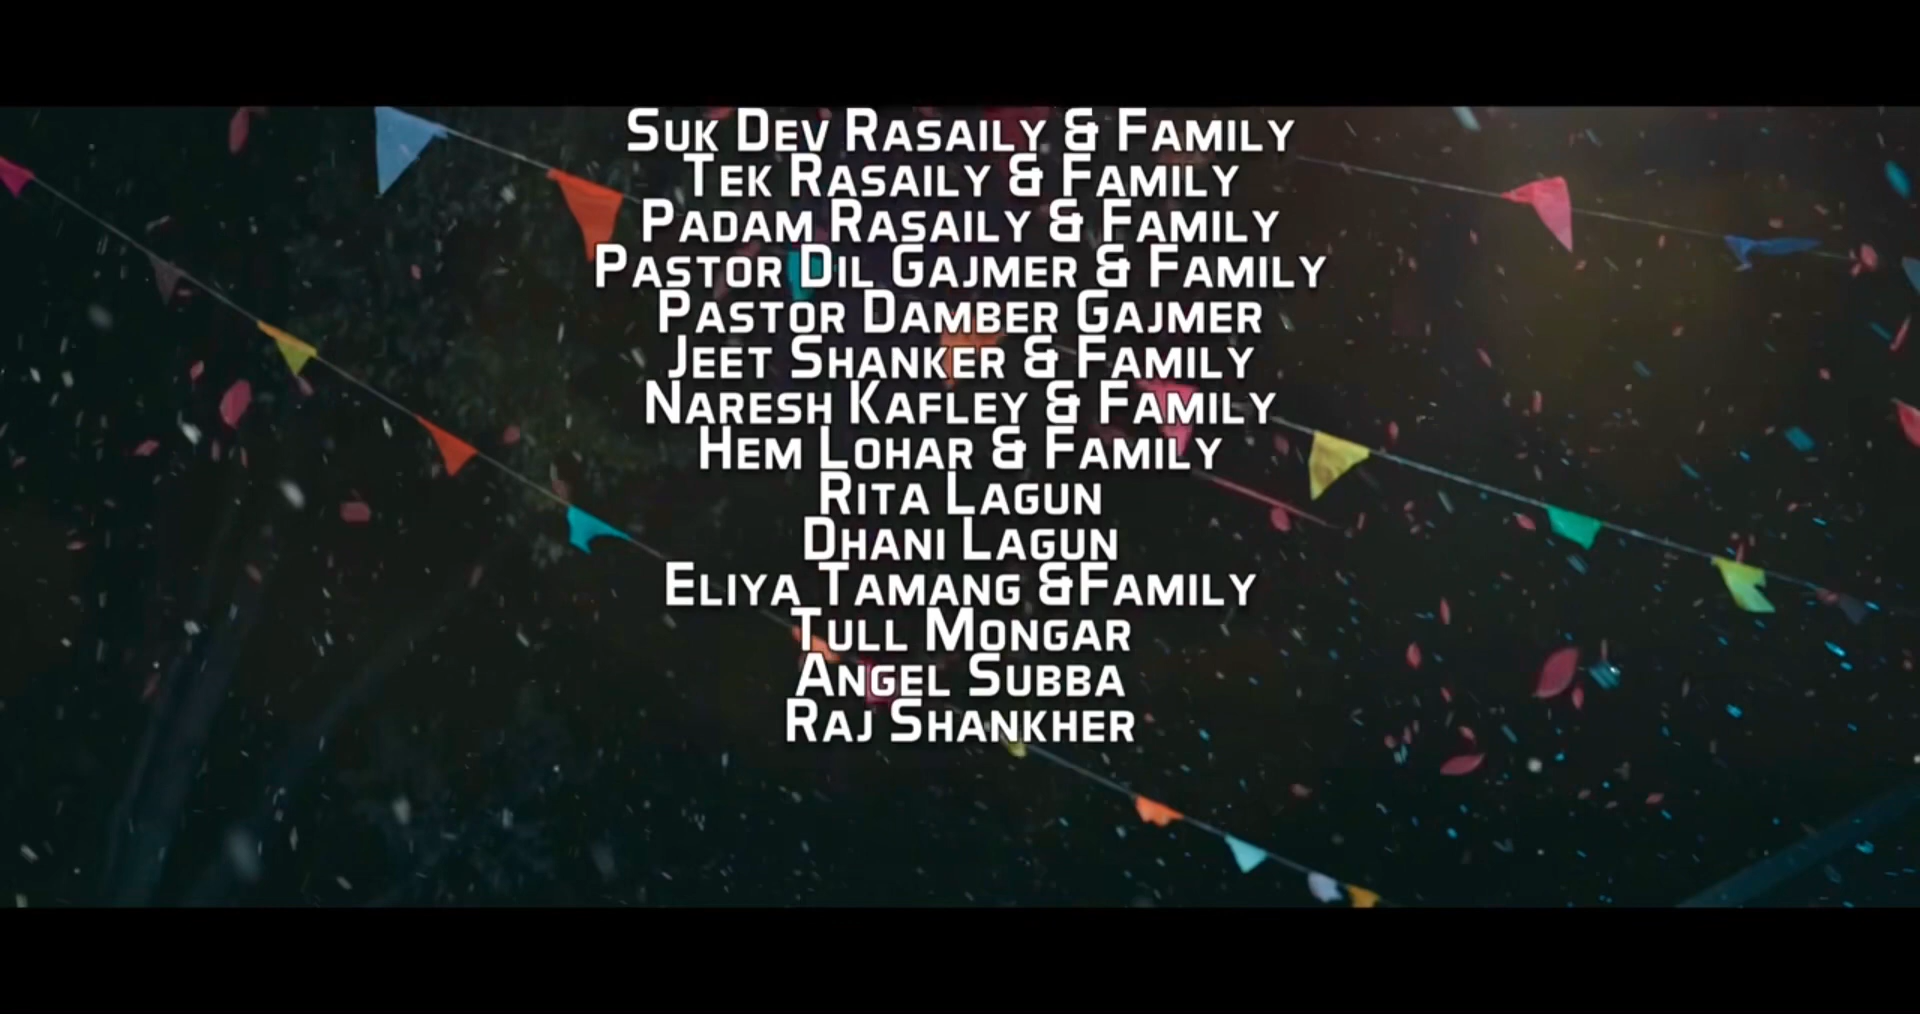 Suk Dev Rasaily & Family
Tek Rasaily & Family
Padam Rasaily & Family
Pastor Dil Gajmer & Family
Pastor Damber Gajmer
Jeet Shanker & Family
Naresh Kafley & Family
Hem Lohar & Family
Rita Lagun
Dhani Lagun
Eliya Tamang &Family
Tull Mongar
Angel Subba
Raj Shankher